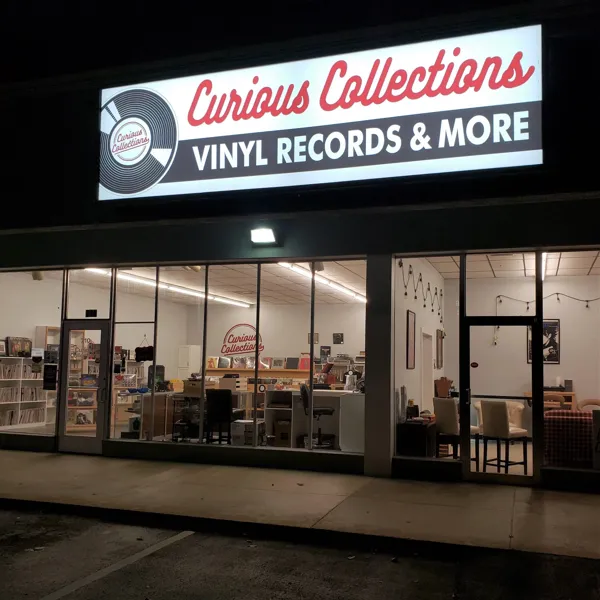 Curious Collections
Curious
Collections
VINYL RECORDS & MORE
Curious
Collections